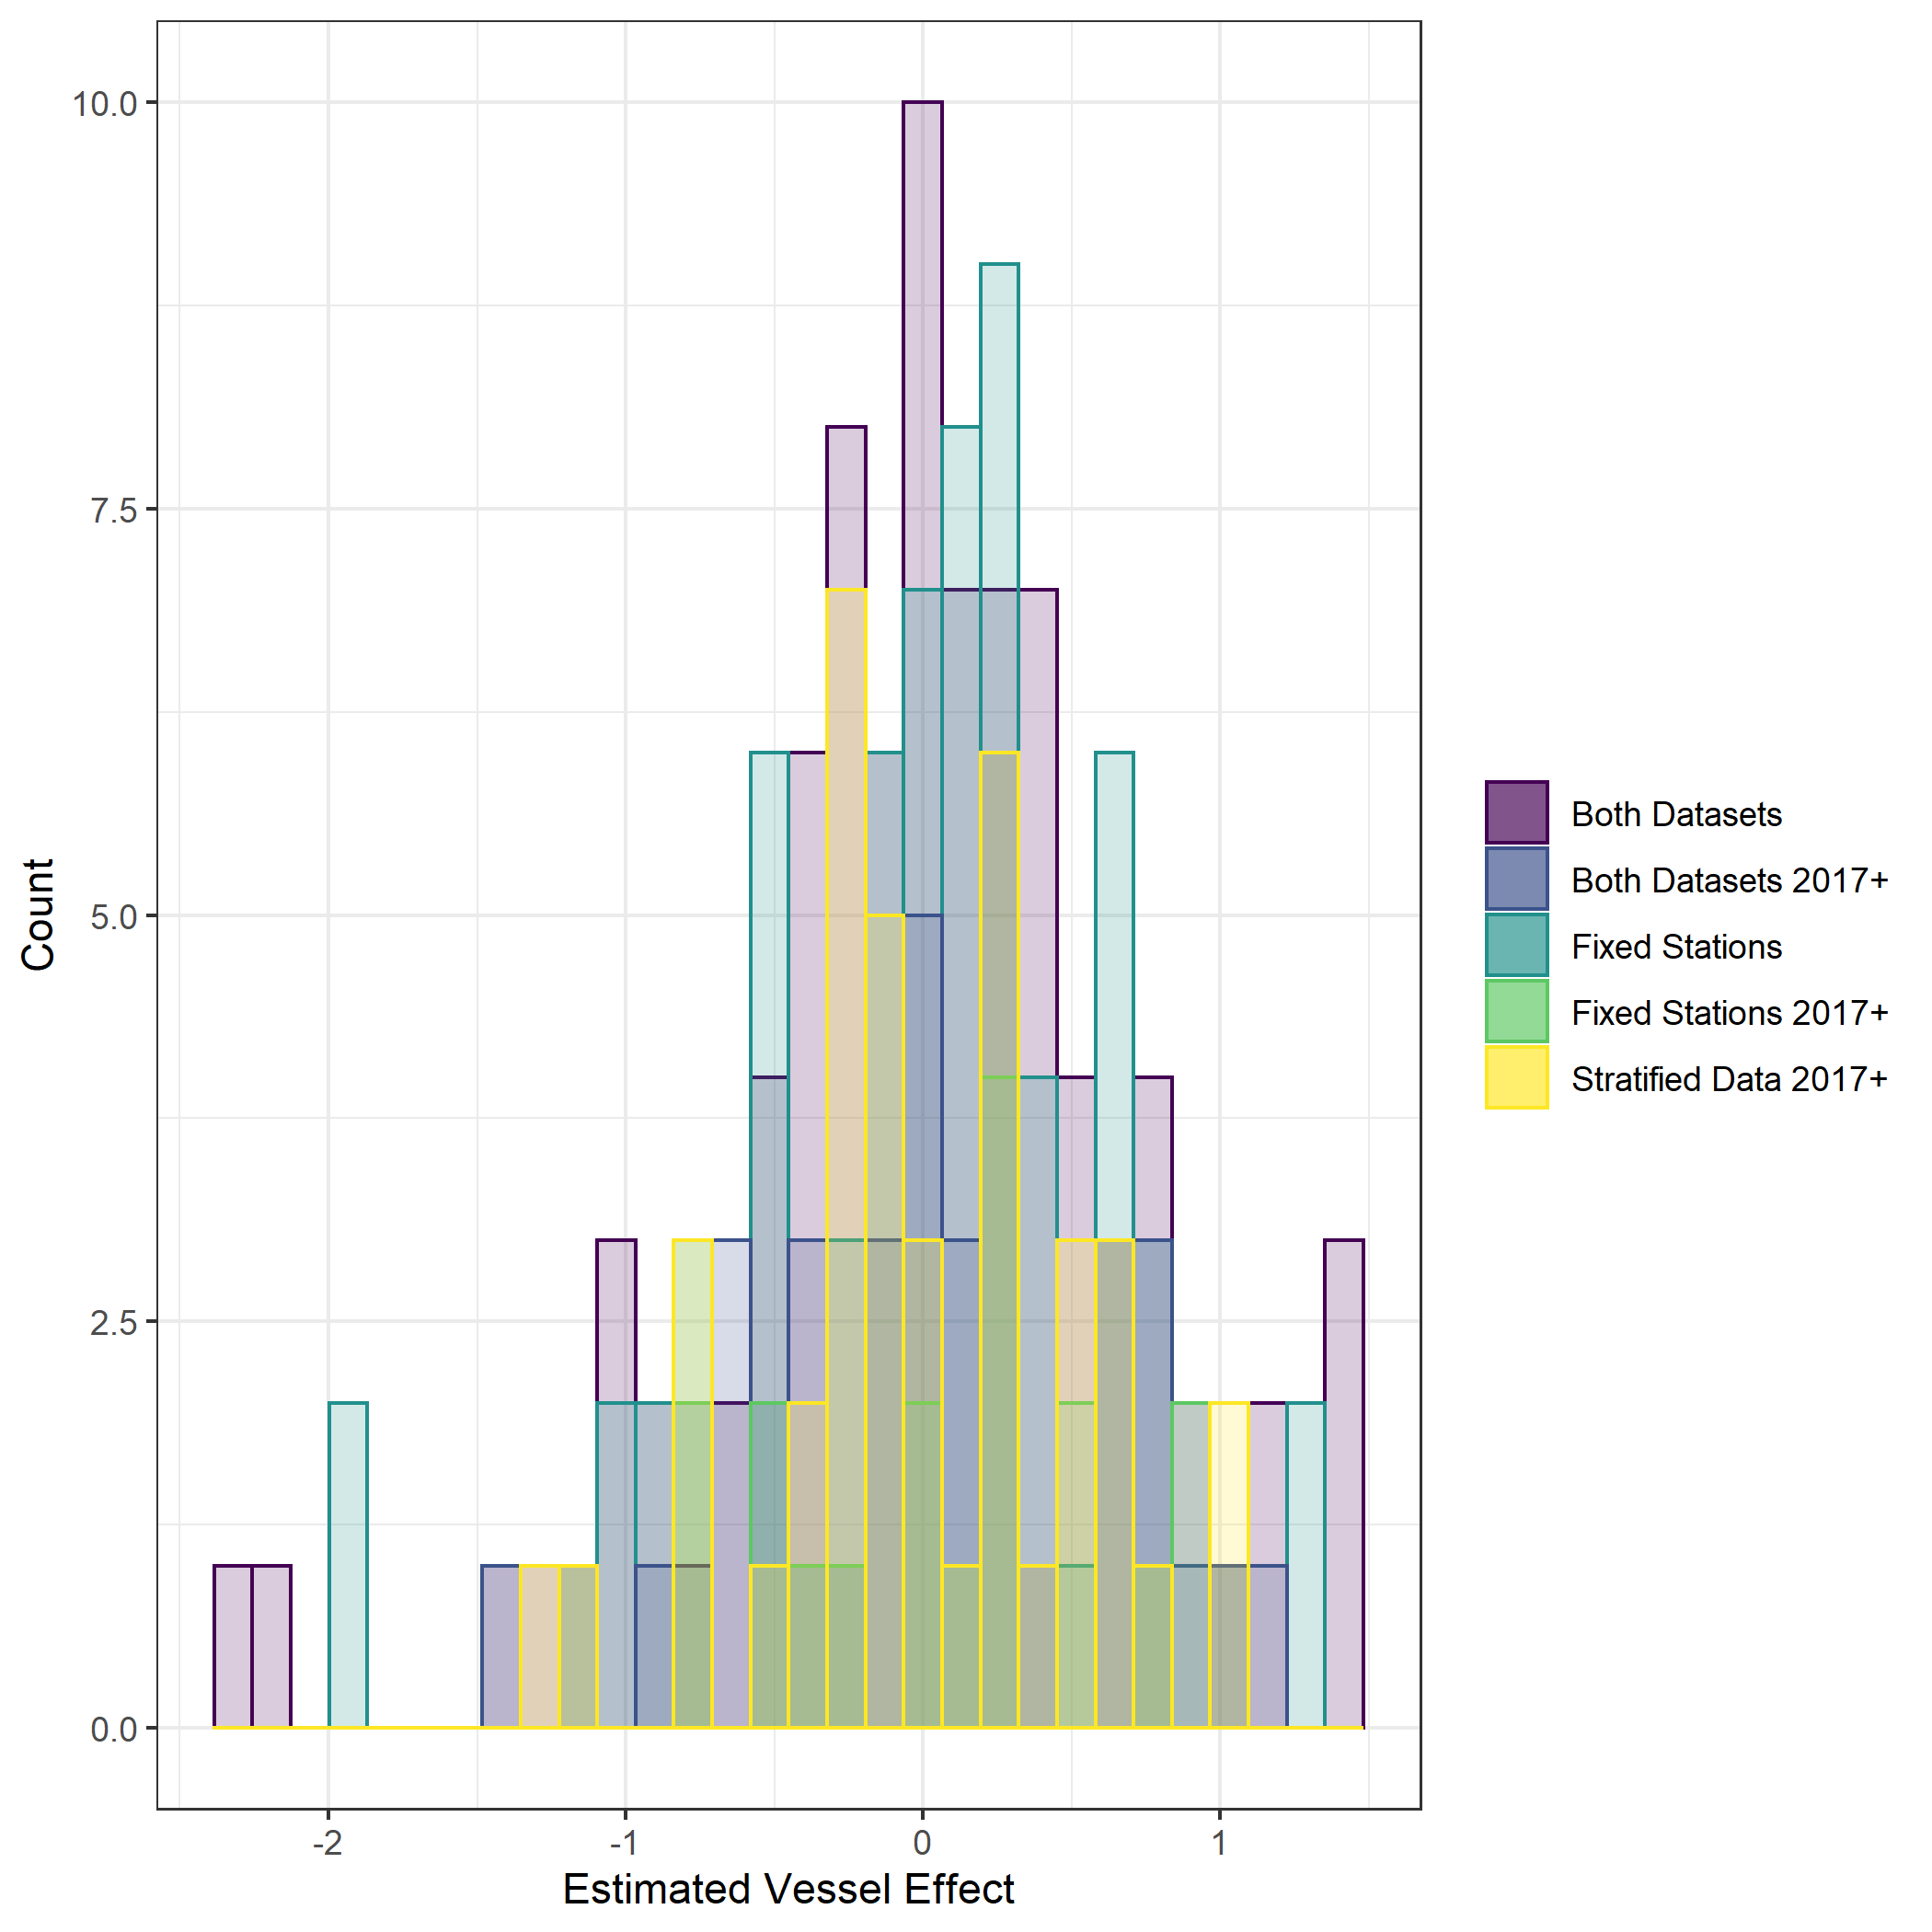 10.0
7.5
5.0
2.5
0.0
Count
-2
-1
0
1
Estimated Vessel Effect
Both Datasets
Both Datasets 2017+
Fixed Stations
Fixed Stations 2017+
Stratified Data 2017+